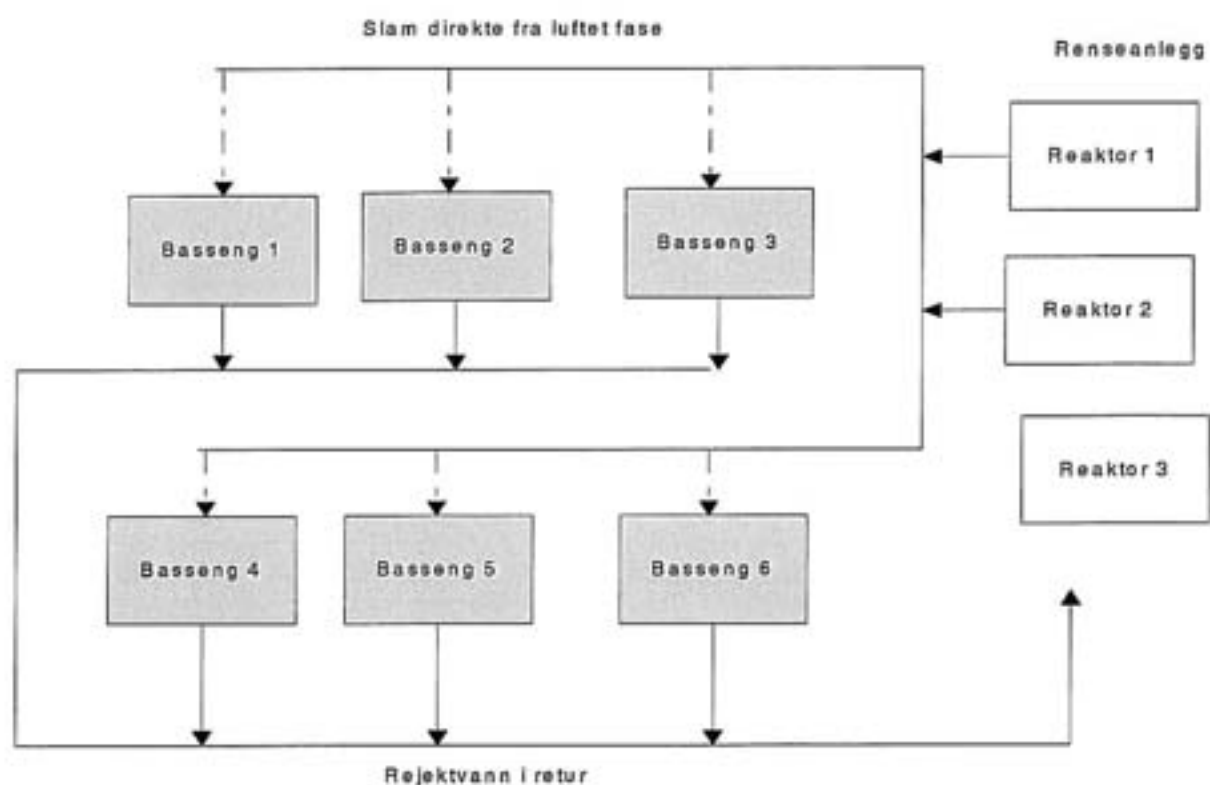 Slam direkte fra luftet fase
Renseanlegg
Reaktor 1
Basseng 1
Basseng 2
Basseng 3
Reaktor 2
Reaktor 3
Basseng 4
Basseng 5
Basseng 6
Rejektvann i retur